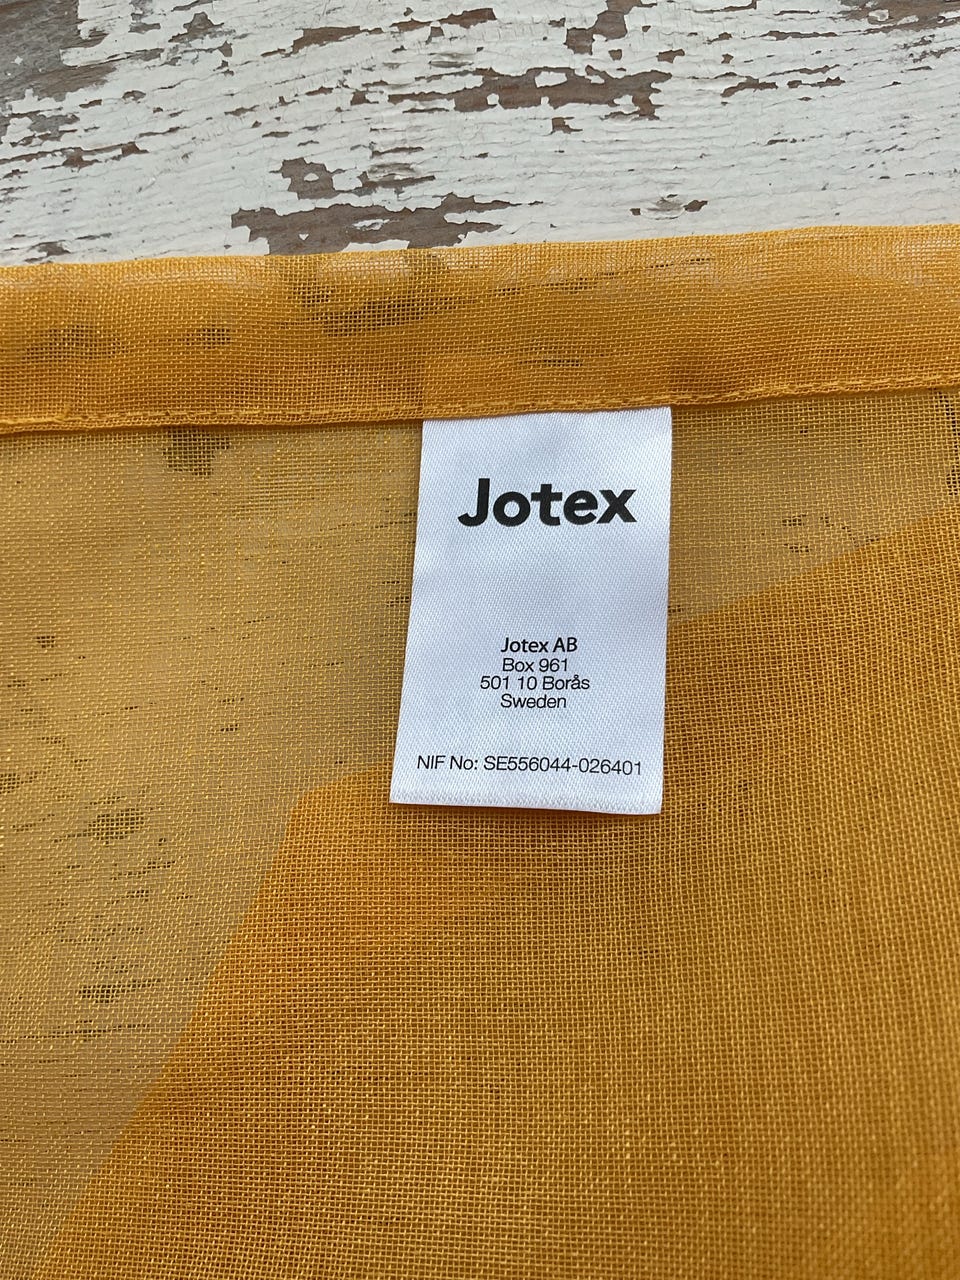 Jotex
Jotex AB
Box 961
501 10 Borås
Sweden
NIF No: SE556044-026401